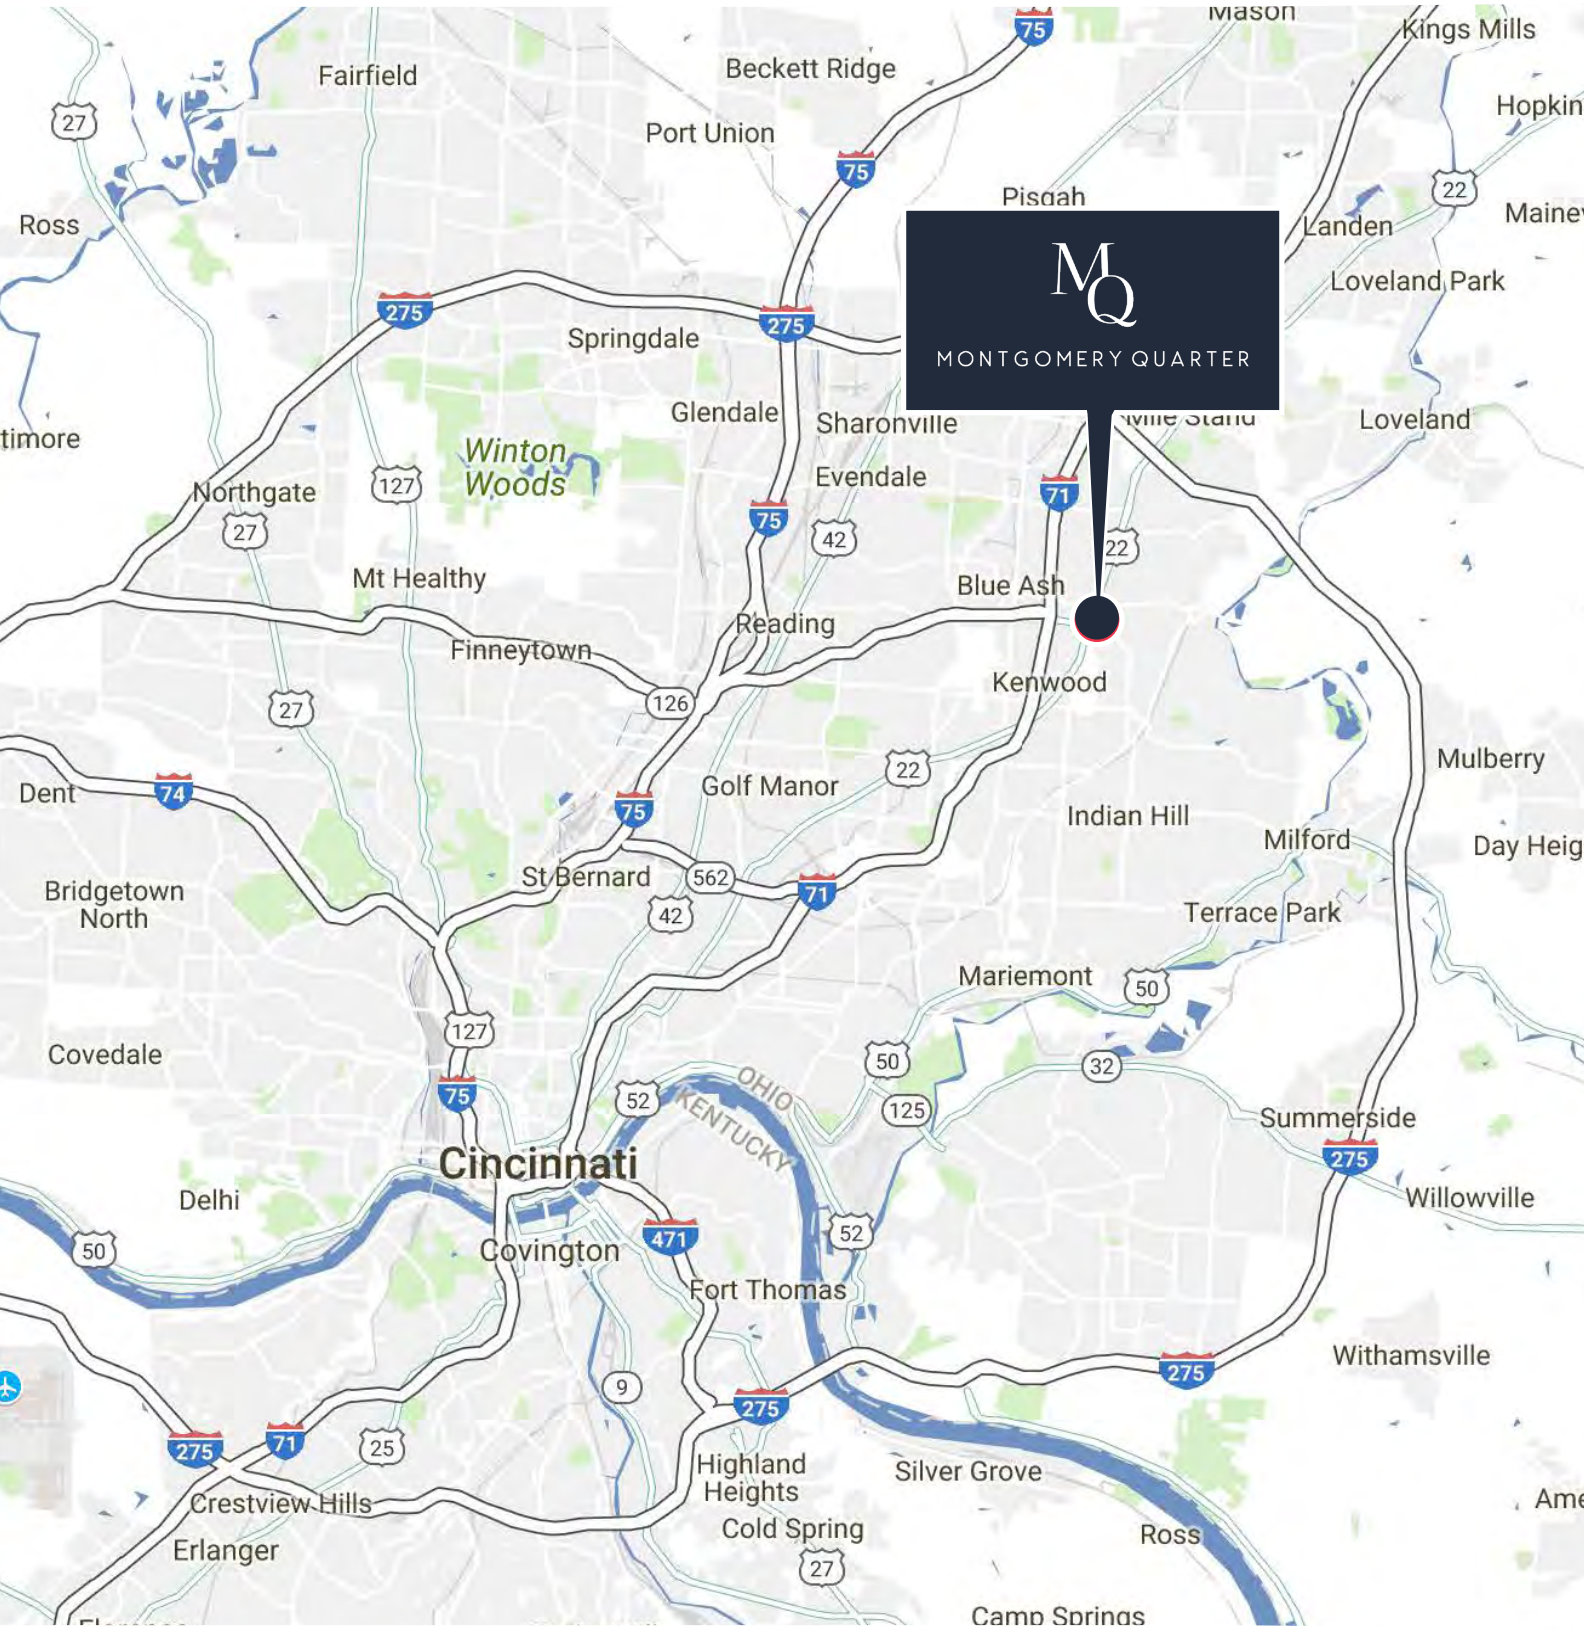 75
Mason
Kings Mills
Beckett Ridge
Fairfield
Hopkin
27
Port Union
75
22
Pisgah
Ross
Landen
Mainev
MQ
Loveland Park
275
275
Springdale
MONTGOMERY QUARTER
Glendale
Sharonville
Mile Stand
Loveland
timore
Winton
Woods
Evendale
Northgate
127
71
27
75
42
22
Mt Healthy
Blue Ash
Reading
Finneytown
Kenwood
126
27
22
Mulberry
Dent
74
Golf Manor
75
Indian Hill
Milford
Day Heig
St Bernard
562
71
Bridgetown
North
42
Terrace Park
Mariemont
50
127
Covedale
50
32
75
52
OHIO
KENTUCKY
125
Summerside
Cincinnati
275
Delhi
Willowville
50
471
52
Covington
Fort Thomas
Withamsville
275
9
275
275
71
25
Highland
Heights
Silver Grove
Crestview Hills
Ame
Cold Spring
Ross
Erlanger
27
Camp Springs